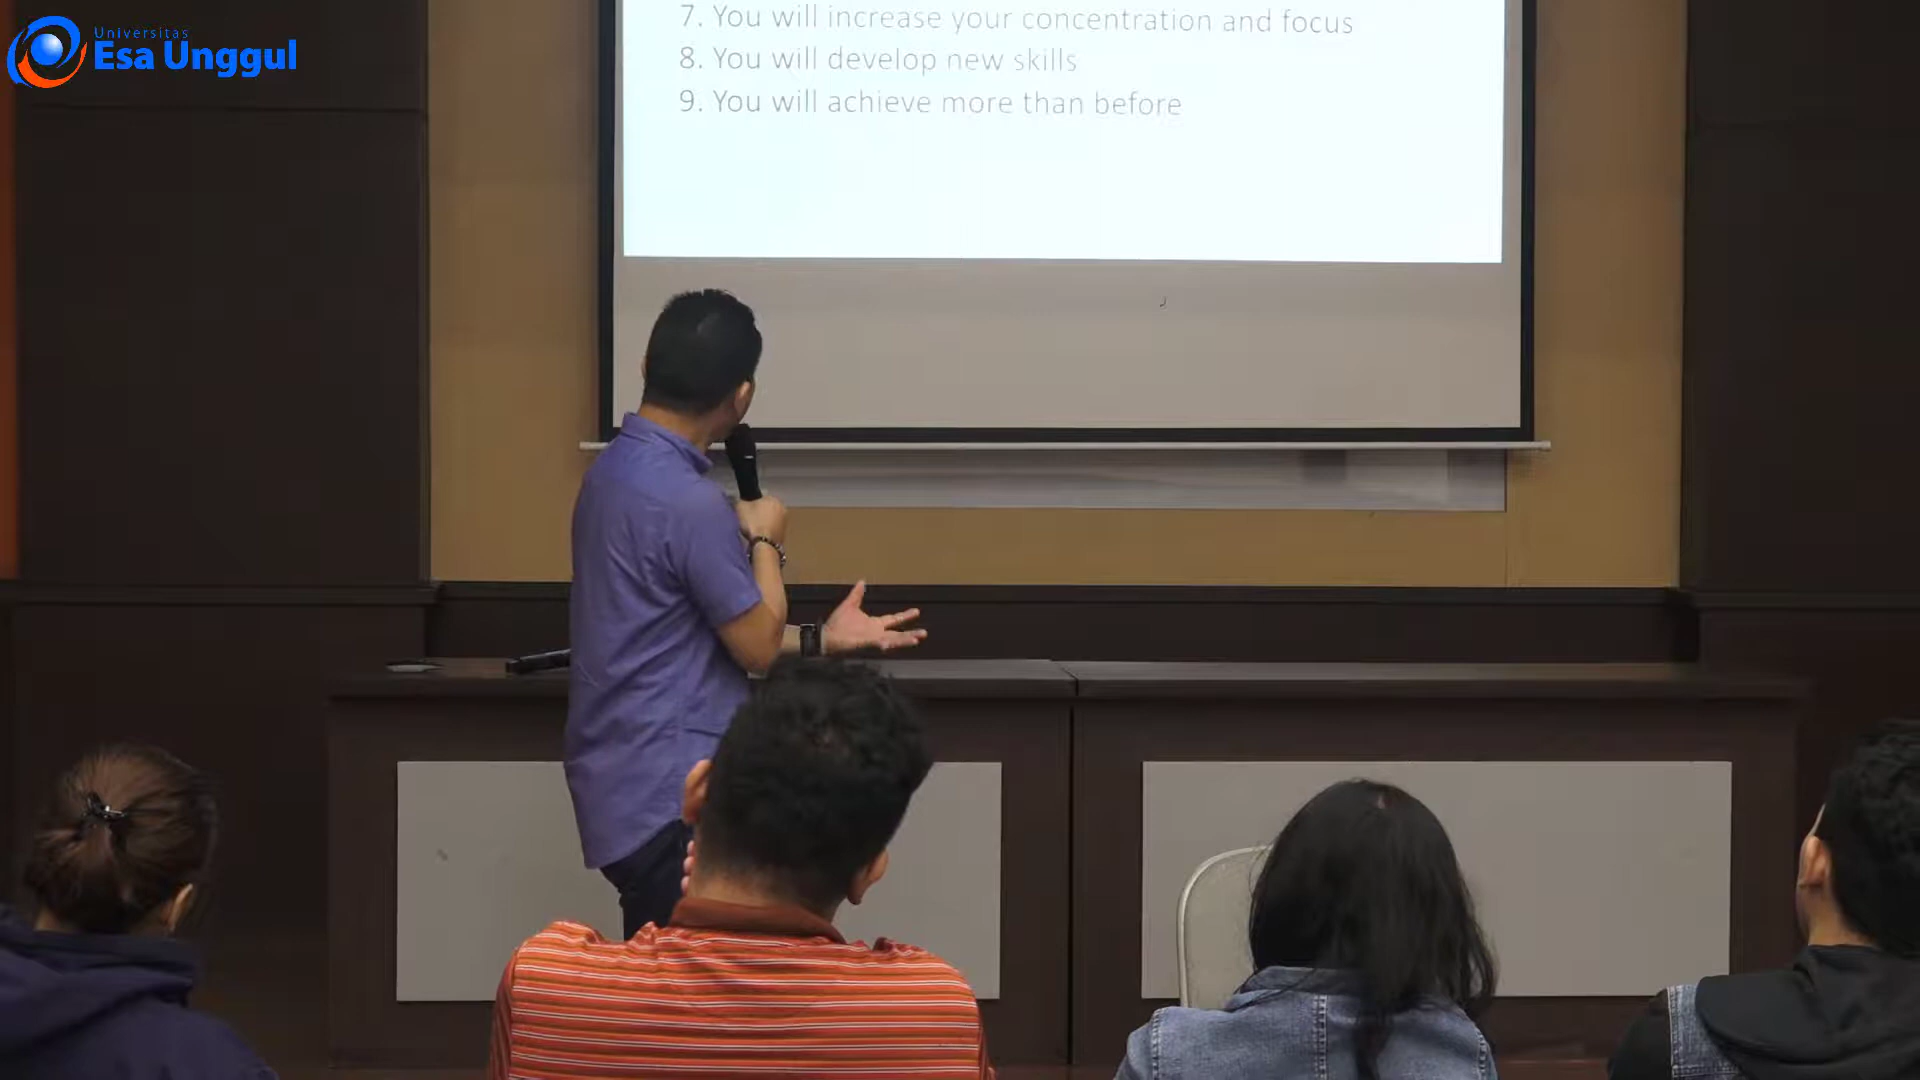 Universitas
Esa Unggul
7. You will increase your concentration and focus
8. You will develop new skills
9. You will achieve more than before